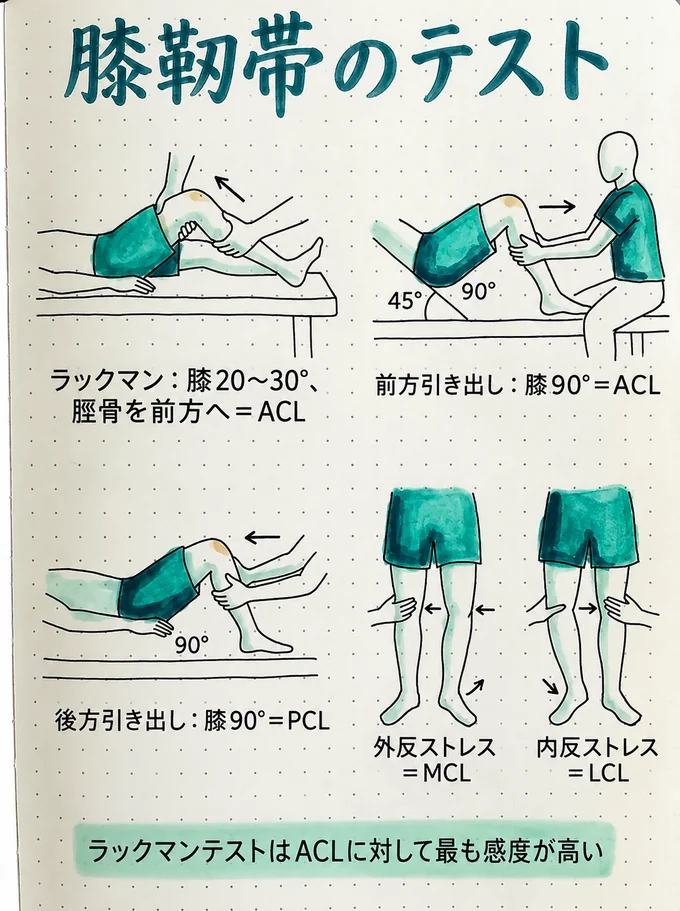 膝靭帯のテスト
45°
90°
ラックマン：膝20〜30°、
脛骨を前方へ＝ACL
前方引き出し：膝90°＝ACL
90°
後方引き出し：膝90°＝PCL
外反ストレス
＝MCL
内反ストレス
＝LCL
ラックマンテストはACLに対して最も感度が高い